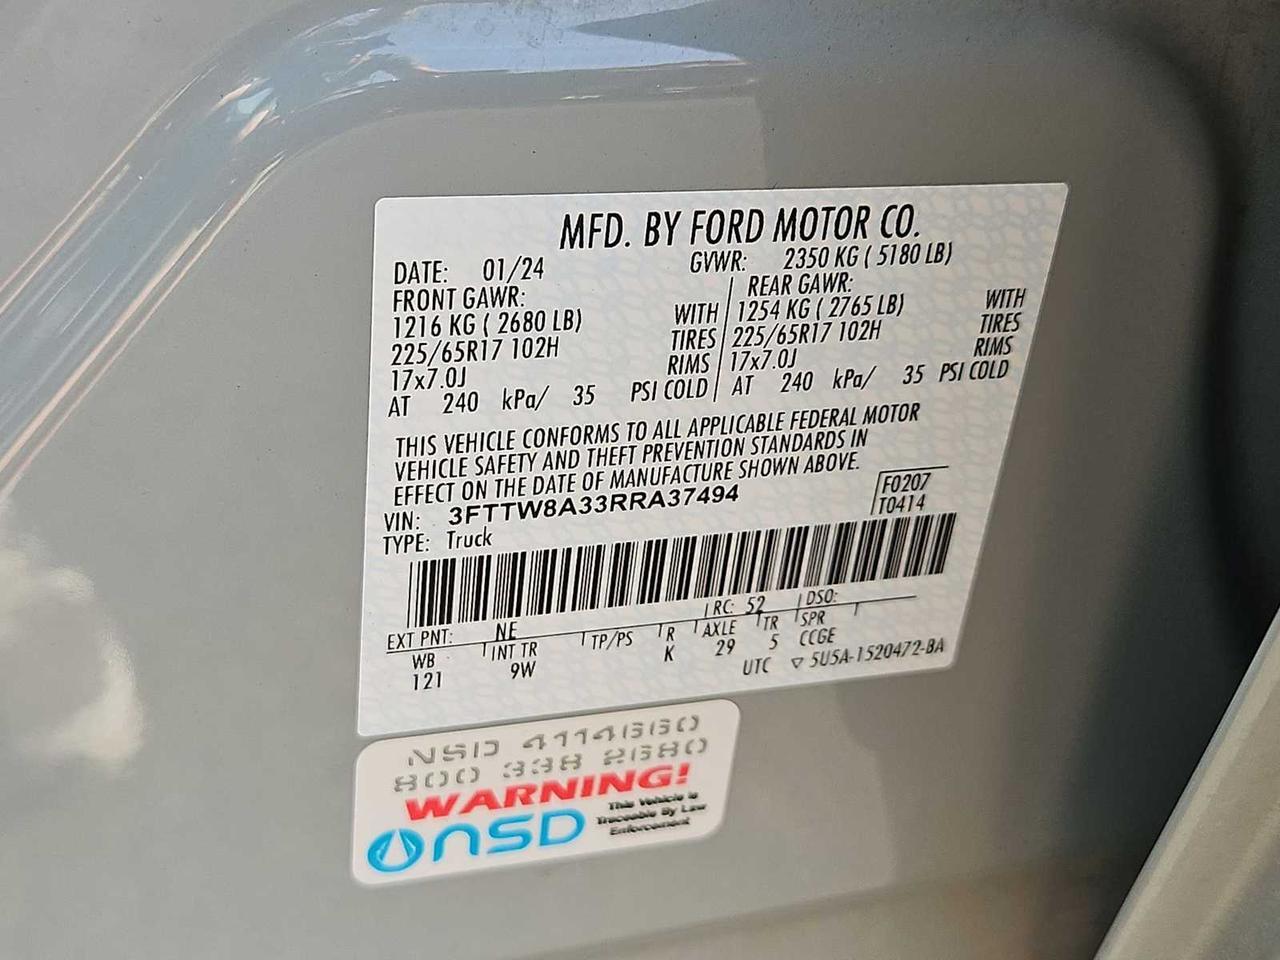 MFD. BY FORD MOTOR CO.
DATE: 01/24 GVWR: 2350 KG ( 5180 LB)
FRONT GAWR: REAR GAWR:
1216 KG ( 2680 LB) WITH 1254 KG ( 2765 LB) WITH
225/65R17 102H TIRES 225/65R17 102H TIRES
17x7.0J RIMS 17x7.0J RIMS
AT 240 kPa/ 35 PSI COLD AT 240 kPa/ 35 PSI COLD
THIS VEHICLE CONFORMS TO ALL APPLICABLE FEDERAL MOTOR
VEHICLE SAFETY AND THEFT PREVENTION STANDARDS IN
EFFECT ON THE DATE OF MANUFACTURE SHOWN ABOVE.
VIN: 3FTTW8A33RRA37494
F0207
T0414
TYPE: Truck
EXT PNT: NE RC: 52 DSO:
WB INT TR TP/PS R AXLE TR SPR
121 9W K 29 5 CCGE
UTC ▽ 5U5A-1520472-BA
NSD 4114660
800 338 2680
WARNING!
NSD
This Vehicle is
Traceable By Law
Enforcement